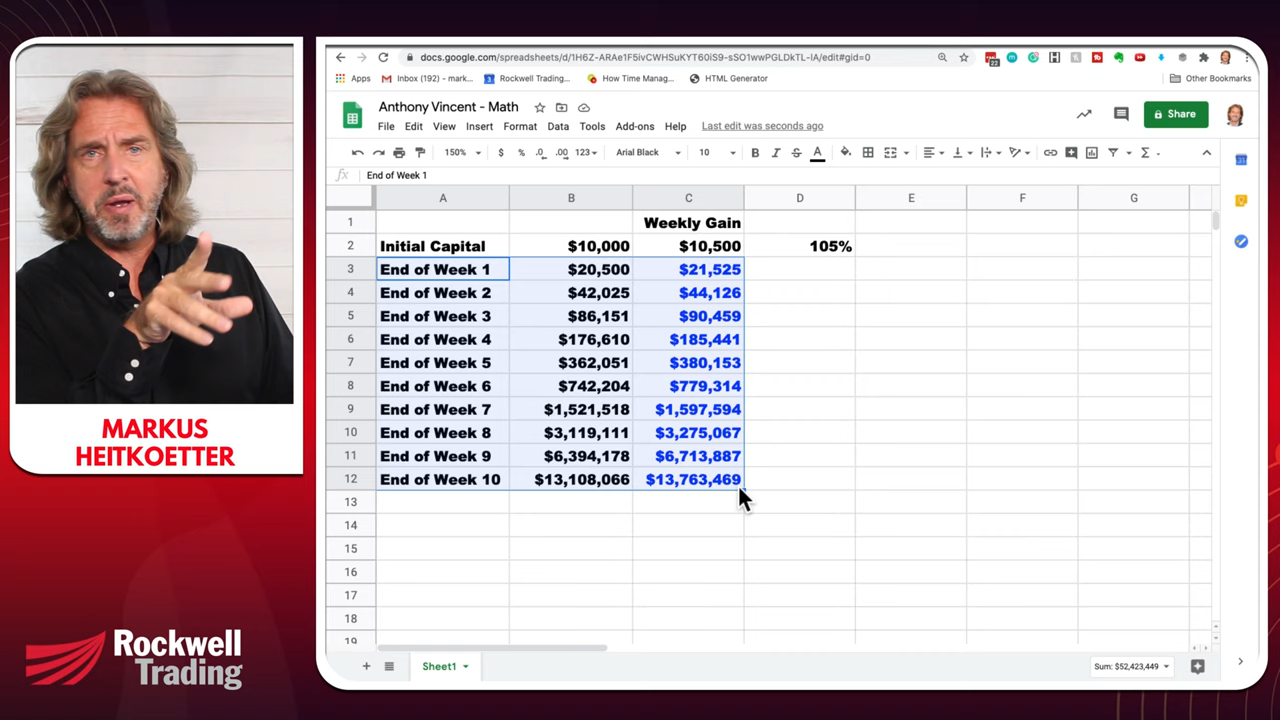 docs.google.com/spreadsheets/d/1H6Z-ARAe1F5ivCWHSuKYT60iS9-sSO1wwPGLDkTL-lA/edit#gid=0
Apps Inbox (192) - mark... Rockwell Trading... How Time Manag... HTML Generator Other Bookmarks
Anthony Vincent - Math
Share
File Edit View Insert Format Data Tools Add-ons Help Last edit was seconds ago
150% $ % .0 .00 123 Arial Black 10 B I S A
fx End of Week 1
A B C D E F G
1 Weekly Gain
2 Initial Capital $10,000 $10,500 105%
3 End of Week 1 $20,500 $21,525
4 End of Week 2 $42,025 $44,126
5 End of Week 3 $86,151 $90,459
6 End of Week 4 $176,610 $185,441
7 End of Week 5 $362,051 $380,153
8 End of Week 6 $742,204 $779,314
9 End of Week 7 $1,521,518 $1,597,594
10 End of Week 8 $3,119,111 $3,275,067
11 End of Week 9 $6,394,178 $6,713,887
12 End of Week 10 $13,108,066 $13,763,469
13
14
15
16
17
18
19
Sheet1 Sum: $52,423,449
MARKUS
HEITKOETTER
Rockwell
Trading